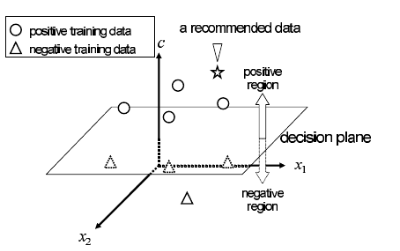 positive training data
negative training data
a recommended data
c
positive
region
decision plane
x1
negative
region
x2